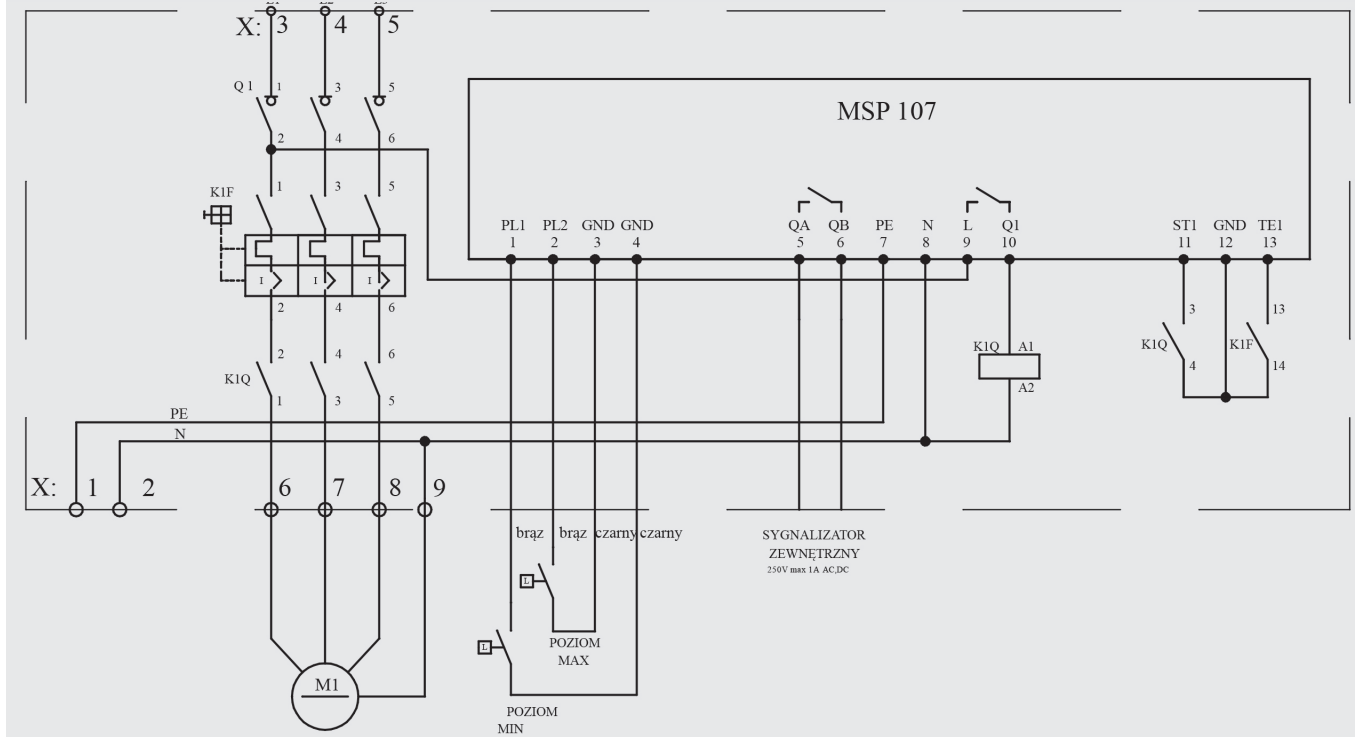 L1 L2 L3
X: 3 4 5
Q 1 1 3 5
2 4 6
MSP 107
K1F 1 3 5
PL1 PL2 GND GND QA QB PE N L Q1 ST1 GND TE1
1 2 3 4 5 6 7 8 9 10 11 12 13
I I I
2 4 6
3 13
K1Q A1 K1Q K1F
2 4 6
4 14
K1Q A2
1 3 5
PE
N
X: 1 2 6 7 8 9
brąz brąz czarny czarny
SYGNALIZATOR
ZEWNĘTRZNY
250V max 1A AC,DC
L
L
POZIOM
MAX
M1
POZIOM
MIN